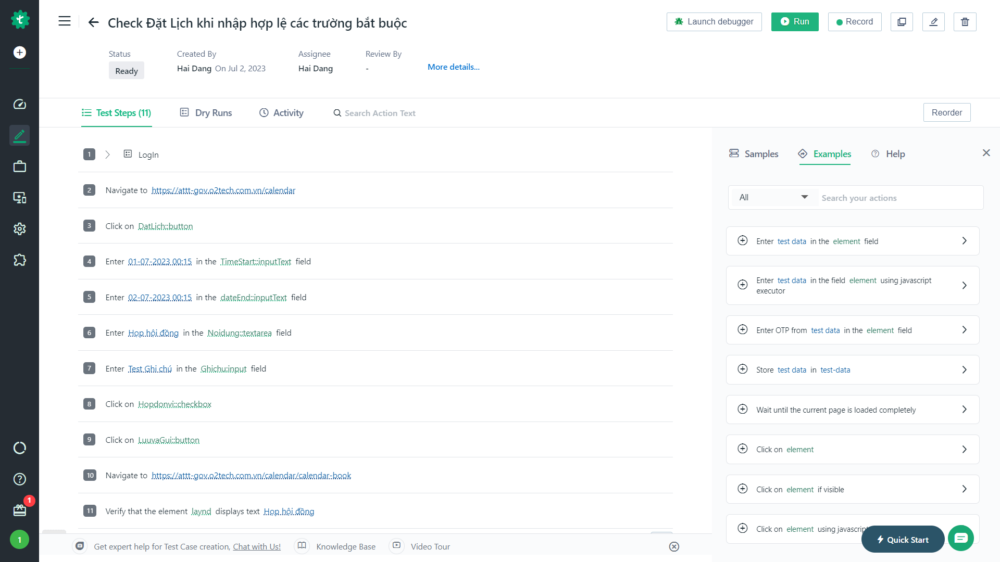 Check Đặt Lịch khi nhập hợp lệ các trường bắt buộc
Launch debugger
Run
Record
Status
Ready
Created By
Hai Dang On Jul 2, 2023
Assignee
Hai Dang
Review By
-
More details...
Test Steps (11)
Dry Runs
Activity
Search Action Text
Reorder
1 LogIn
2 Navigate to https://attt-gov.o2tech.com.vn/calendar
3 Click on DatLich::button
4 Enter 01-07-2023 00:15 in the TimeStart::inputText field
5 Enter 02-07-2023 00:15 in the dateEnd::inputText field
6 Enter Họp hội đồng in the Noidung::textarea field
7 Enter Test Ghi chú in the Ghichu:input field
8 Click on Hopdonvi::checkbox
9 Click on LuuvaGui::button
10 Navigate to https://attt-gov.o2tech.com.vn/calendar/calendar-book
11 Verify that the element laynd displays text Họp hội đồng
Samples
Examples
Help
All
Search your actions
Enter test data in the element field
Enter test data in the field element using javascript
executor
Enter OTP from test data in the element field
Store test data in test-data
Wait until the current page is loaded completely
Click on element
Click on element if visible
Click on element using javascript
Quick Start
Get expert help for Test Case creation, Chat with Us!
Knowledge Base
Video Tour
1
1